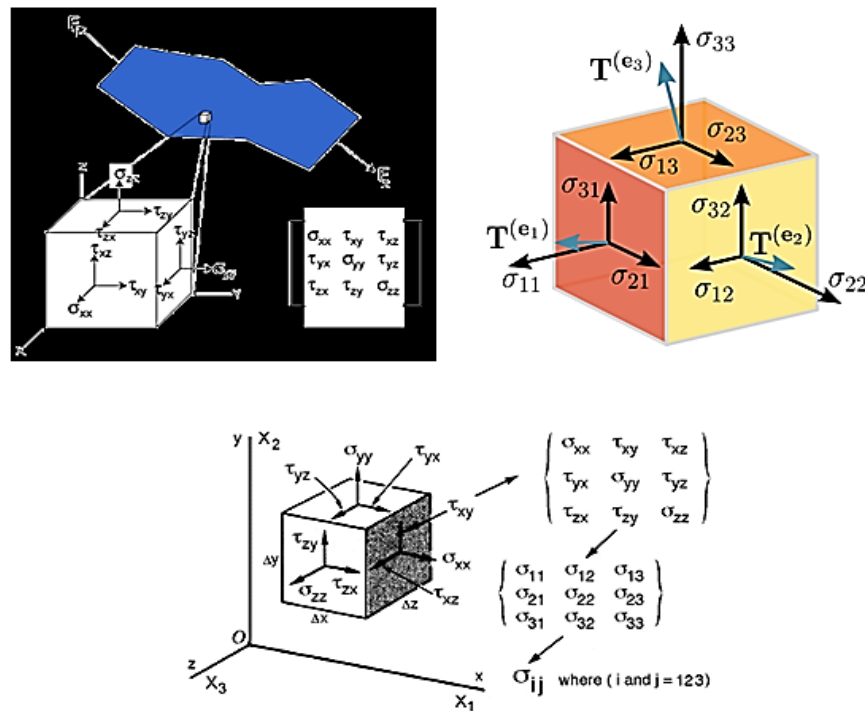 Z
σzz
τzy
τzx
τxz
τyz
τxy
τyx
σxx
Y
X
σxx τxy τxz
τyx σyy τyz
τzx τzy σzz
σ33
T(e3)
σ23
σ13
σ31
σ32
T(e1)
T(e2)
σ11
σ21
σ12
σ22
y X2
σyy
τyx
τyz
τxy
τzy
Δy
σxx
σzz
τzx
τxz
Δz
Δx
O
z
X3
x
X1
σxx τxy τxz
τyx σyy τyz
τzx τzy σzz
σ11 σ12 σ13
σ21 σ22 σ23
σ31 σ32 σ33
σij where ( i and j = 123)